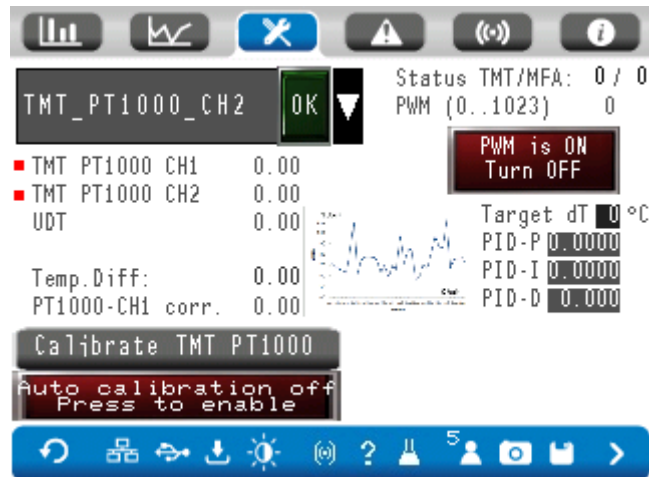 TMT_PT1000_CH2 OK
Status TMT/MFA: 0 / 0
PWM (0..1023) 0
PWM is ON
Turn OFF
TMT PT1000 CH1 0.00
TMT PT1000 CH2 0.00
UDT 0.00
Temp.Diff: 0.00
PT1000-CH1 corr. 0.00
Target dT 0 °C
PID-P 0.0000
PID-I 0.0000
PID-D 0.000
Calibrate TMT PT1000
Auto calibration off
Press to enable
? 5 >